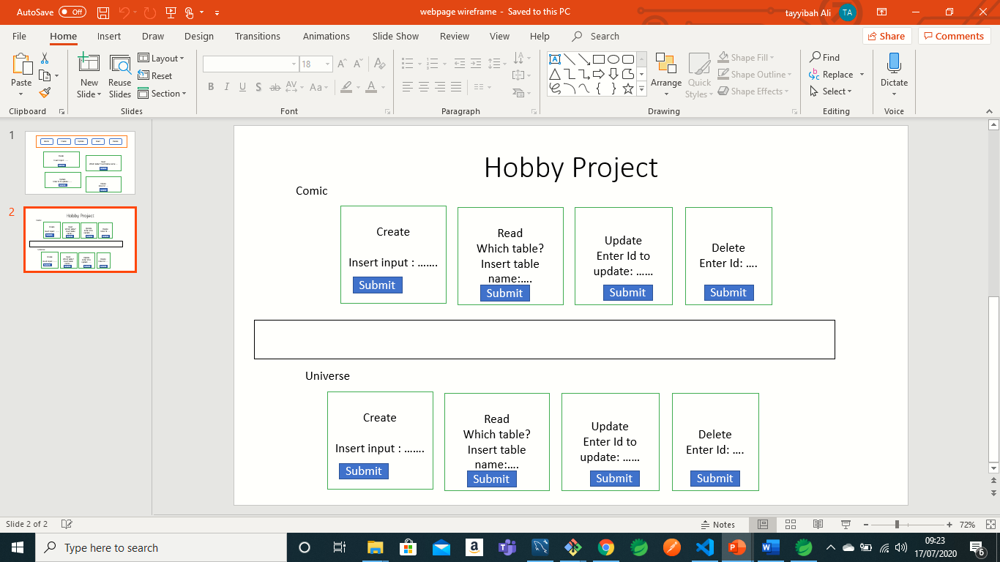 AutoSave Off
webpage wireframe - Saved to this PC
tayyibah Ali TA
File Home Insert Draw Design Transitions Animations Slide Show Review View Help Search
Share Comments
Paste
New Slide
Reuse Slides
Layout
Reset
Section
18
B I U S ab AV Aa A
Arrange
Quick Styles
Shape Fill
Shape Outline
Shape Effects
Find
Replace
Select
Dictate
Clipboard Slides Font Paragraph Drawing Editing Voice
1
2
Hobby Project
Hobby Project
Comic
Create
Insert input : …….
Submit
Read
Which table?
Insert table
name:….
Submit
Update
Enter Id to
update: ……
Submit
Delete
Enter Id: ….
Submit
Universe
Create
Insert input : …….
Submit
Read
Which table?
Insert table
name:….
Submit
Update
Enter Id to
update: ……
Submit
Delete
Enter Id: ….
Submit
Slide 2 of 2
Notes
72%
Type here to search
09:23
17/07/2020
6